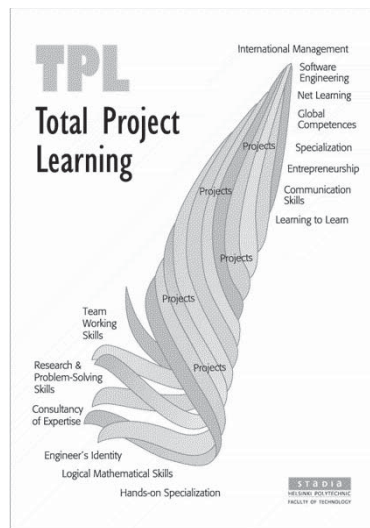 TPL
Total Project
Learning
International Management
Software
Engineering
Net Learning
Global
Competences
Projects
Specialization
Entrepreneurship
Projects
Communication
Skills
Learning to Learn
Projects
Projects
Team
Working
Skills
Research &
Problem-Solving
Skills
Projects
Consultancy
of Expertise
Engineer's Identity
Logical Mathematical Skills
Hands-on Specialization
STADIA
HELSINKI POLYTECHNIC
FACULTY OF TECHNOLOGY